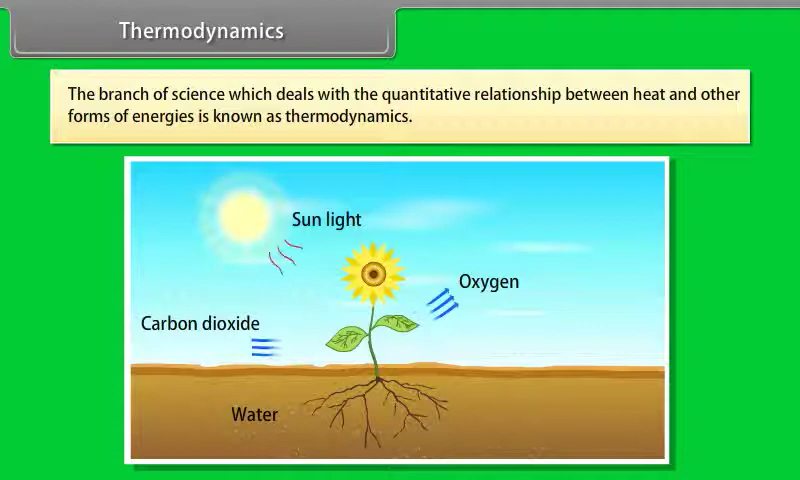 Thermodynamics
The branch of science which deals with the quantitative relationship between heat and other
forms of energies is known as thermodynamics.
Sun light
Oxygen
Carbon dioxide
Water